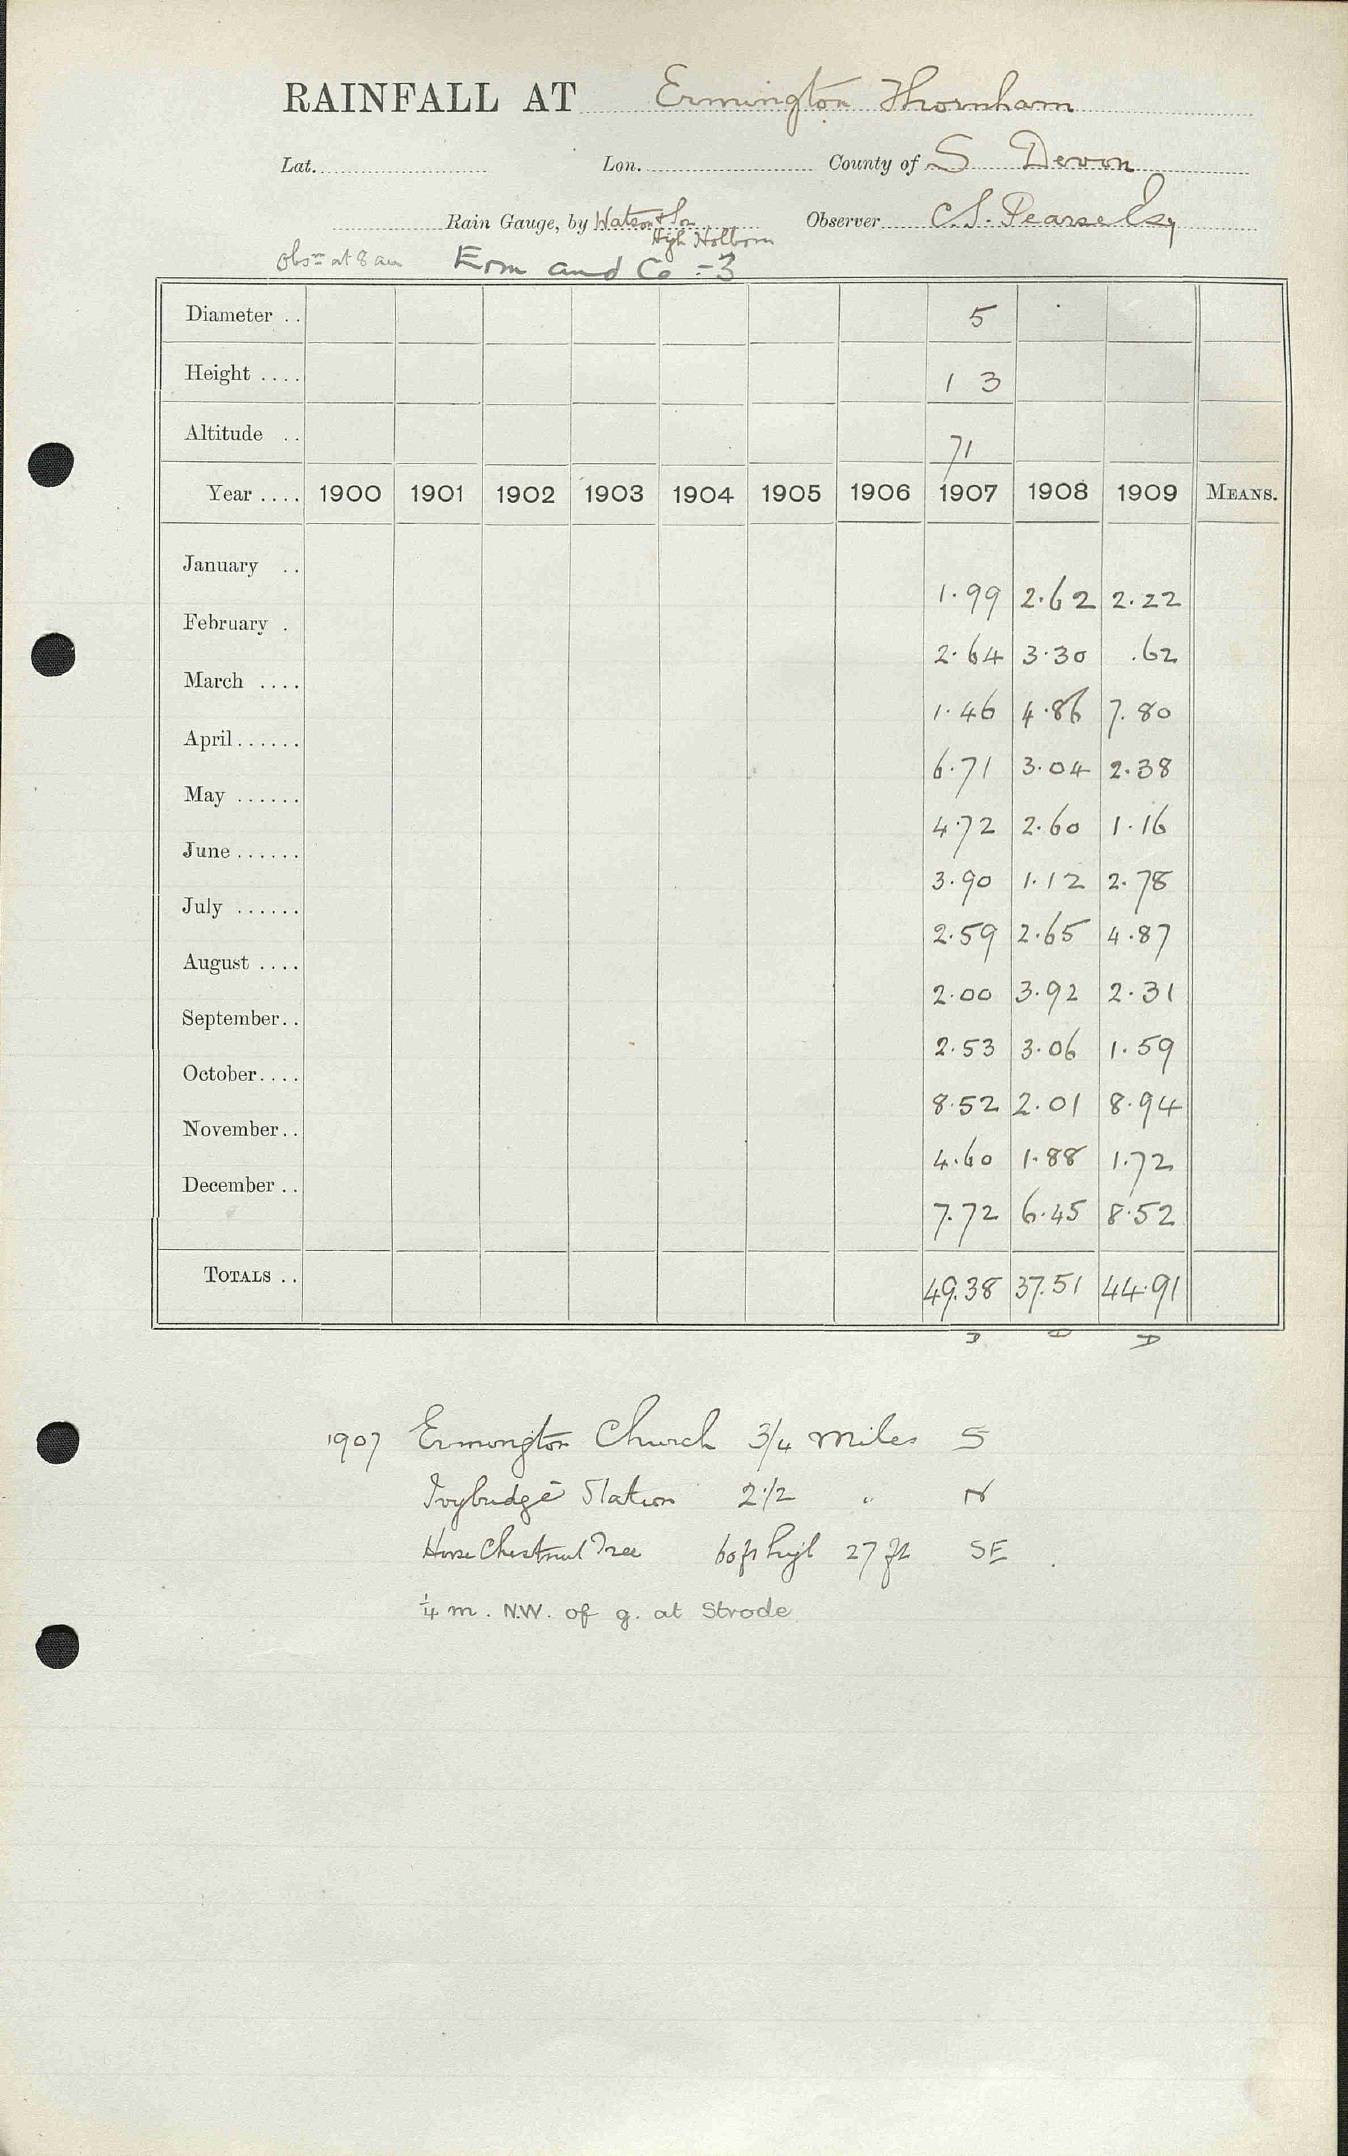 RAINFALL AT Ermington Thornham
Lat. Lon. County of S Devon
Rain Gauge, by Watson & Son Observer C.S. Pearse Esq
High Holborn
obsn at 8 am Erm and Co - 3
Diameter .. 5
Height .... 1 3
Altitude .. 71
Year .... 1900 1901 1902 1903 1904 1905 1906 1907 1908 1909 MEANS.
January .. 1.99 2.62 2.22
February . 2.64 3.30 .62
March .... 1.46 4.86 7.80
April ...... 6.71 3.04 2.38
May ...... 4.72 2.60 1.16
June ...... 3.90 1.12 2.78
July ...... 2.59 2.65 4.87
August .... 2.00 3.92 2.31
September.. 2.53 3.06 1.59
October.... 8.52 2.01 8.94
November.. 4.60 1.88 1.72
December .. 7.72 6.45 8.52
TOTALS .. 49.38 37.51 44.91
D D D
1907 Ermington Church 3/4 miles S
Ivybridge Station 2 1/2 " N
Horse Chestnut Tree 60 ft high 27 ft SE
1/4 m. N.W. of g. at Strode